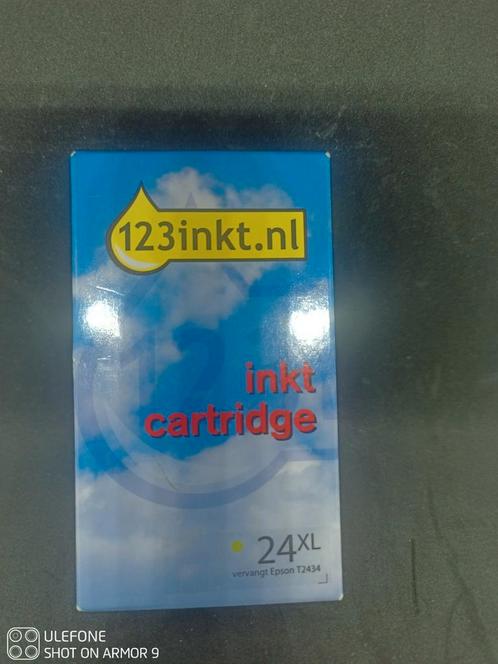 123inkt.nl
inkt
cartridge
24XL
vervangt Epson T2434
ULEFONE
SHOT ON ARMOR 9